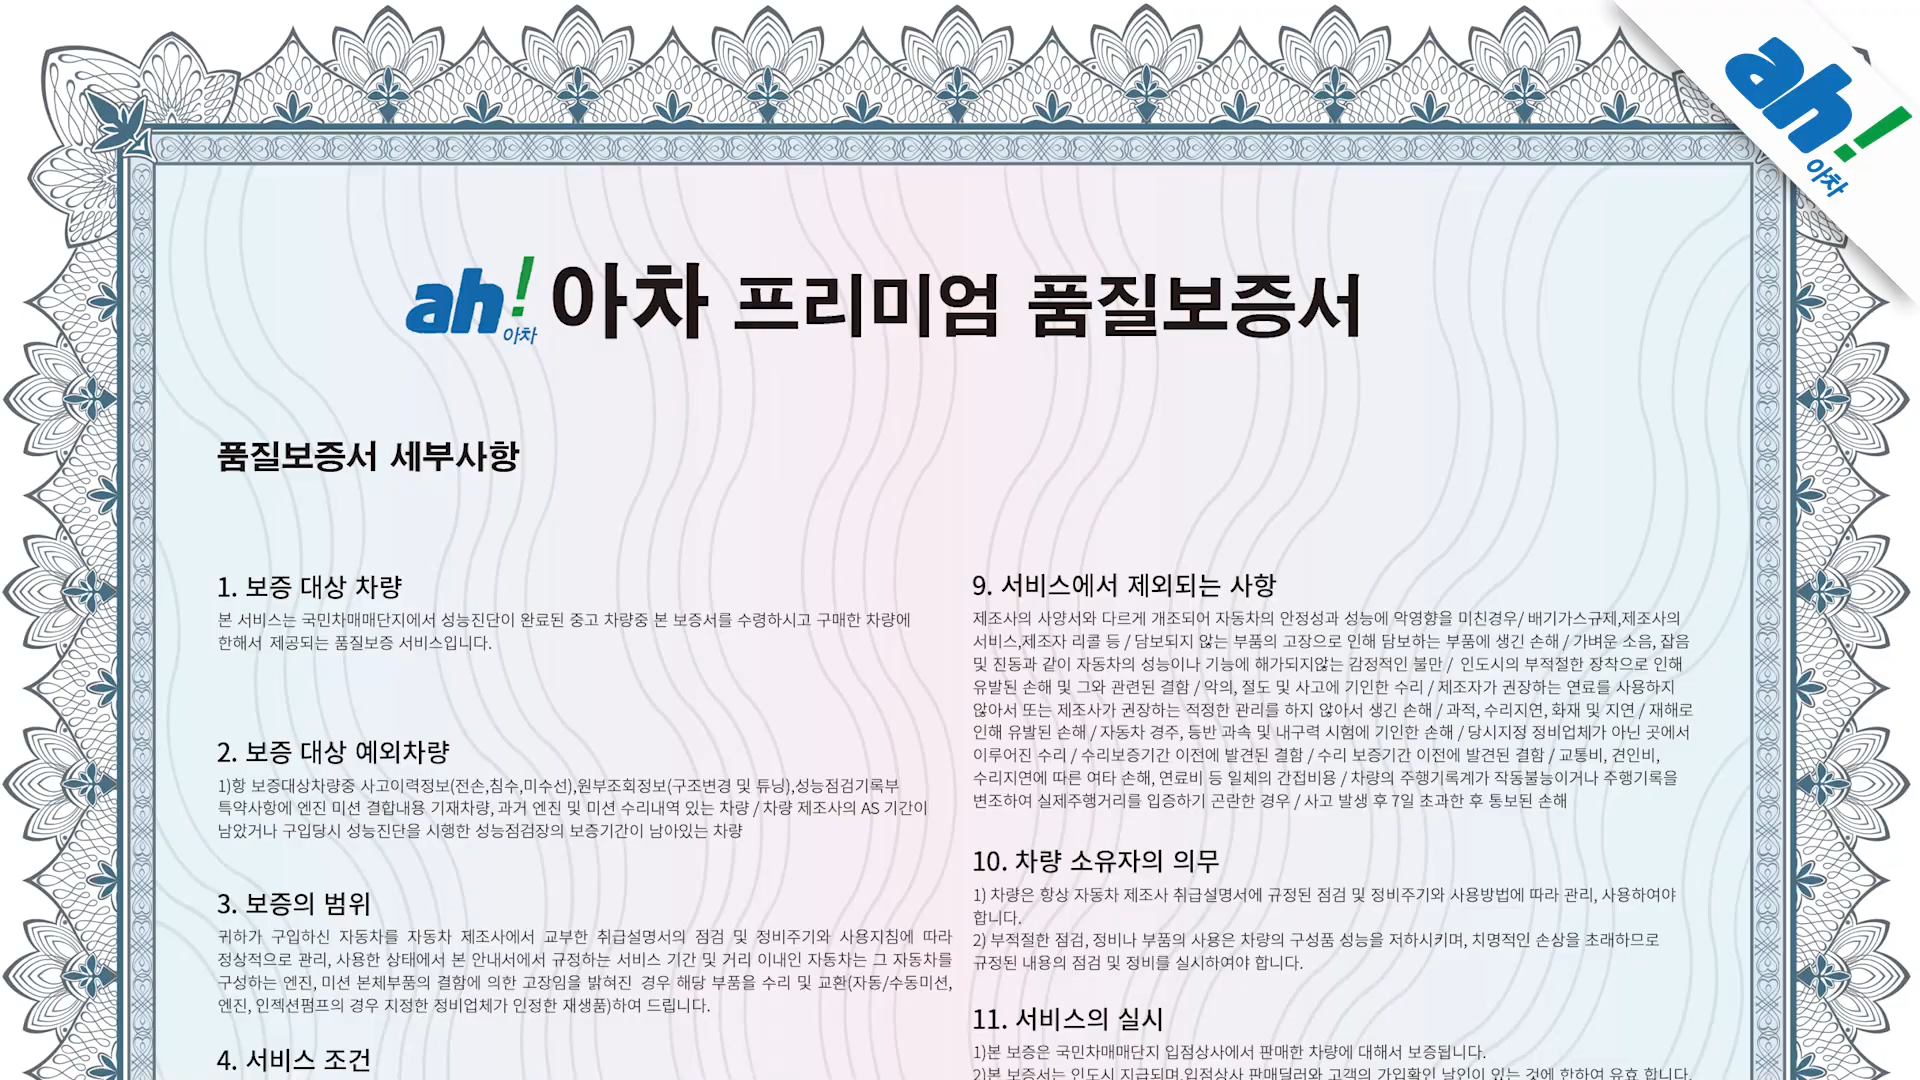 ah!
아차
ah!
아차
아차 프리미엄 품질보증서
품질보증서 세부사항
1. 보증 대상 차량
본 서비스는 국민차매매단지에서 성능진단이 완료된 중고 차량중 본 보증서를 수령하시고 구매한 차량에
한해서 제공되는 품질보증 서비스입니다.
2. 보증 대상 예외차량
1)항 보증대상차량중 사고이력정보(전손,침수,미수선),원부조회정보(구조변경 및 튜닝),성능점검기록부
특약사항에 엔진 미션 결합내용 기재차량, 과거 엔진 및 미션 수리내역 있는 차량 / 차량 제조사의 AS 기간이
남았거나 구입당시 성능진단을 시행한 성능점검장의 보증기간이 남아있는 차량
3. 보증의 범위
귀하가 구입하신 자동차를 자동차 제조사에서 교부한 취급설명서의 점검 및 정비주기와 사용지침에 따라
정상적으로 관리, 사용한 상태에서 본 안내서에서 규정하는 서비스 기간 및 거리 이내인 자동차는 그 자동차를
구성하는 엔진, 미션 본체부품의 결함에 의한 고장임을 밝혀진 경우 해당 부품을 수리 및 교환(자동/수동미션,
엔진, 인젝션펌프의 경우 지정한 정비업체가 인정한 재생품)하여 드립니다.
4. 서비스 조건
9. 서비스에서 제외되는 사항
제조사의 사양서와 다르게 개조되어 자동차의 안정성과 성능에 악영향을 미친경우/ 배기가스규제,제조사의
서비스,제조자 리콜 등 / 담보되지 않는 부품의 고장으로 인해 담보하는 부품에 생긴 손해 / 가벼운 소음, 잡음
및 진동과 같이 자동차의 성능이나 기능에 해가되지않는 감정적인 불만 / 인도시의 부적절한 장착으로 인해
유발된 손해 및 그와 관련된 결함 / 악의, 절도 및 사고에 기인한 수리 / 제조자가 권장하는 연료를 사용하지
않아서 또는 제조사가 권장하는 적정한 관리를 하지 않아서 생긴 손해 / 과적, 수리지연, 화재 및 지연 / 재해로
인해 유발된 손해 / 자동차 경주, 등반 과속 및 내구력 시험에 기인한 손해 / 당시지정 정비업체가 아닌 곳에서
이루어진 수리 / 수리보증기간 이전에 발견된 결함 / 수리 보증기간 이전에 발견된 결함 / 교통비, 견인비,
수리지연에 따른 여타 손해, 연료비 등 일체의 간접비용 / 차량의 주행기록계가 작동불능이거나 주행기록을
변조하여 실제주행거리를 입증하기 곤란한 경우 / 사고 발생 후 7일 초과한 후 통보된 손해
10. 차량 소유자의 의무
1) 차량은 항상 자동차 제조사 취급설명서에 규정된 점검 및 정비주기와 사용방법에 따라 관리, 사용하여야
합니다.
2) 부적절한 점검, 정비나 부품의 사용은 차량의 구성품 성능을 저하시키며, 치명적인 손상을 초래하므로
규정된 내용의 점검 및 정비를 실시하여야 합니다.
11. 서비스의 실시
1)본 보증은 국민차매매단지 입점상사에서 판매한 차량에 대해서 보증됩니다.
2)본 보증서는 인도시 지급되며,입점상사 판매딜러와 고객의 가입확인 날인이 있는 것에 한하여 유효 합니다.